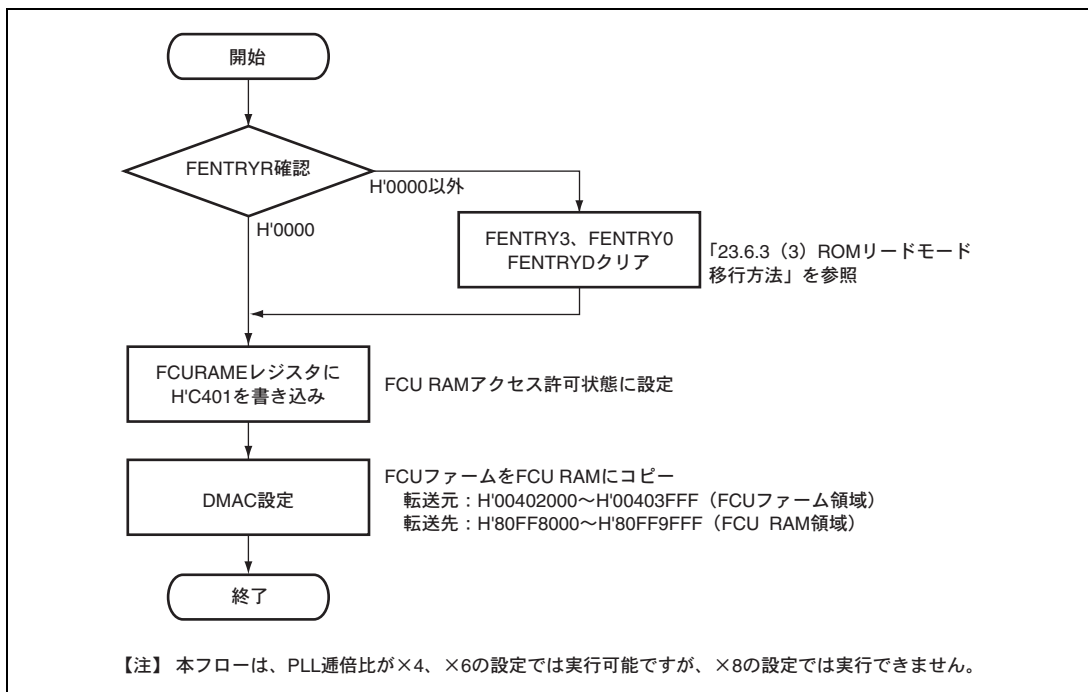 開始
FENTRYR確認
H'0000以外
H'0000
FENTRY3、FENTRY0
FENTRYDクリア
「23.6.3（3）ROMリードモード
移行方法」を参照
FCURAMEレジスタに
H'C401を書き込み
FCU RAMアクセス許可状態に設定
DMAC設定
FCUファームをFCU RAMにコピー
転送元：H'00402000～H'00403FFF（FCUファーム領域）
転送先：H'80FF8000～H'80FF9FFF（FCU RAM領域）
終了
【注】 本フローは、PLL逓倍比が×4、×6の設定では実行可能ですが、×8の設定では実行できません。